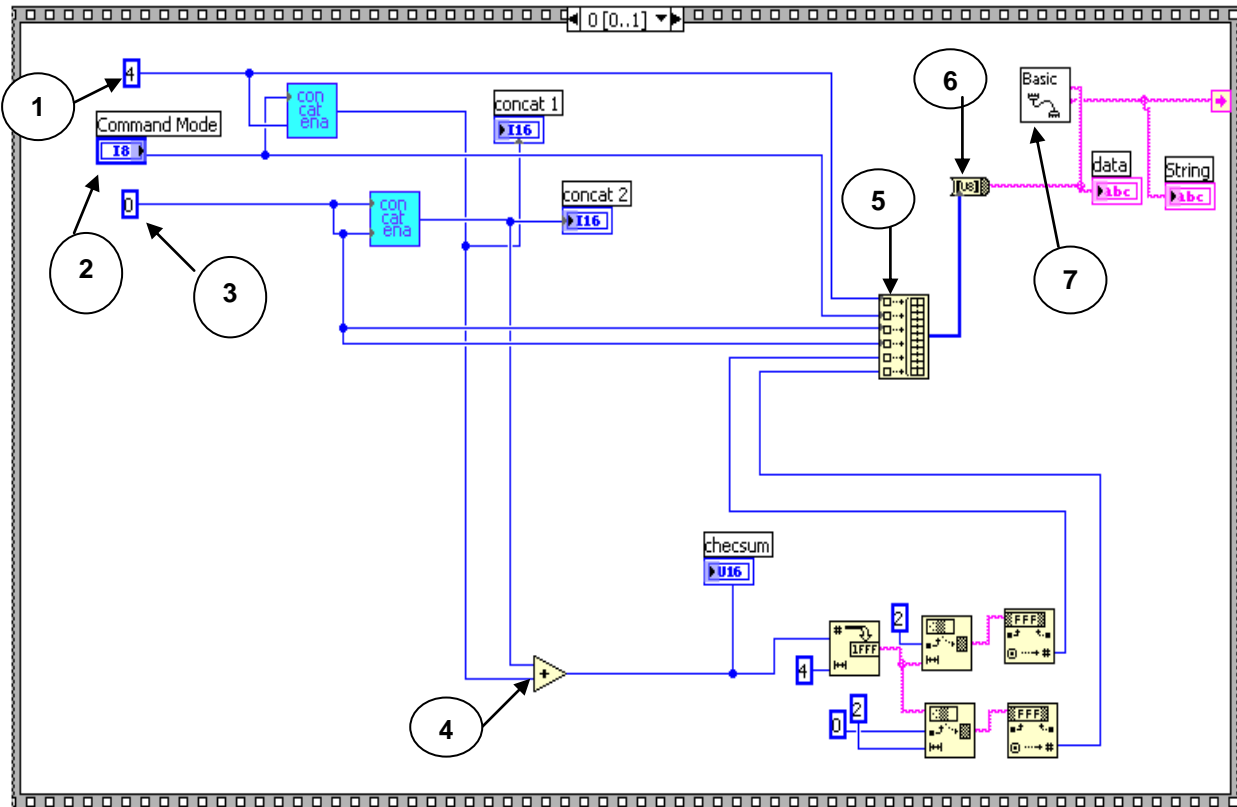 0 [0..1]
1
4
con
cat
ena
Command Mode
I8
2
0
3
con
cat
ena
concat 1
I16
concat 2
I16
5
6
[U8]
Basic
7
data
abc
String
abc
checsum
U16
4
+
#
1FFF
4
2
FFF
#
0
2
FFF
#